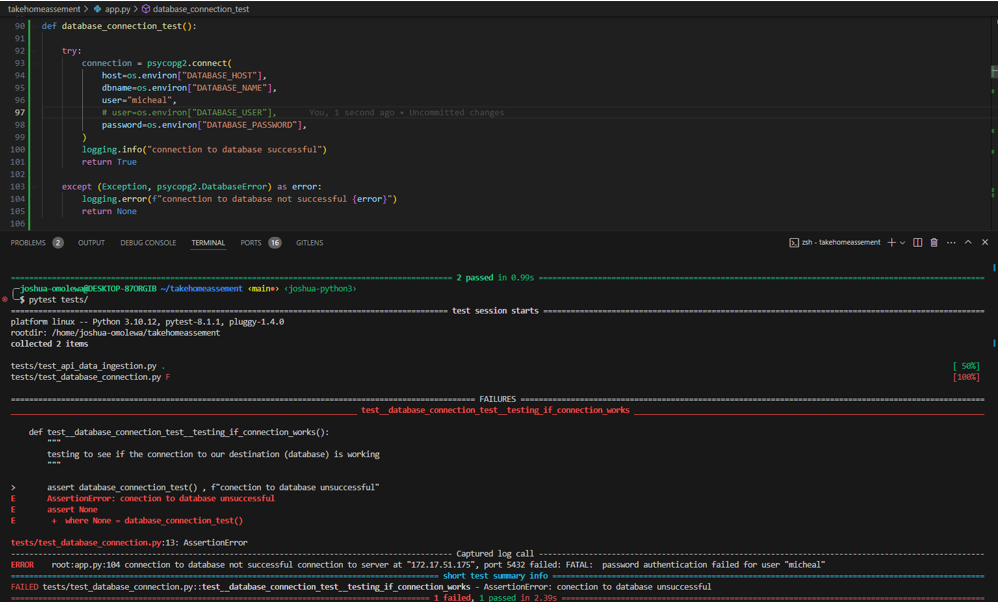 takehomeassement > app.py > database_connection_test
90 def database_connection_test():
91
92 try:
93 connection = psycopg2.connect(
94 host=os.environ["DATABASE_HOST"],
95 dbname=os.environ["DATABASE_NAME"],
96 user="micheal",
97 # user=os.environ["DATABASE_USER"], You, 1 second ago • Uncommitted changes
98 password=os.environ["DATABASE_PASSWORD"],
99 )
100 logging.info("connection to database successful")
101 return True
102
103 except (Exception, psycopg2.DatabaseError) as error:
104 logging.error(f"connection to database not successful {error}")
105 return None
106
PROBLEMS 2 OUTPUT DEBUG CONSOLE TERMINAL PORTS 16 GITLENS zsh - takehomeassement
2 passed in 0.99s
joshua-omolewa@DESKTOP-87ORGIB ~/takehomeassement ‹main●› ‹joshua-python3›
$ pytest tests/
test session starts
platform linux -- Python 3.10.12, pytest-8.1.1, pluggy-1.4.0
rootdir: /home/joshua-omolewa/takehomeassement
collected 2 items
tests/test_api_data_ingestion.py . [ 50%]
tests/test_database_connection.py F [100%]
FAILURES
test__database_connection_test__testing_if_connection_works
def test__database_connection_test__testing_if_connection_works():
"""
testing to see if the connection to our destination (database) is working
"""
> assert database_connection_test() , f"conection to database unsuccessful"
E AssertionError: conection to database unsuccessful
E assert None
E + where None = database_connection_test()
tests/test_database_connection.py:13: AssertionError
Captured log call
ERROR root:app.py:104 connection to database not successful connection to server at "172.17.51.175", port 5432 failed: FATAL: password authentication failed for user "micheal"
short test summary info
FAILED tests/test_database_connection.py::test__database_connection_test__testing_if_connection_works - AssertionError: conection to database unsuccessful
1 failed, 1 passed in 2.39s